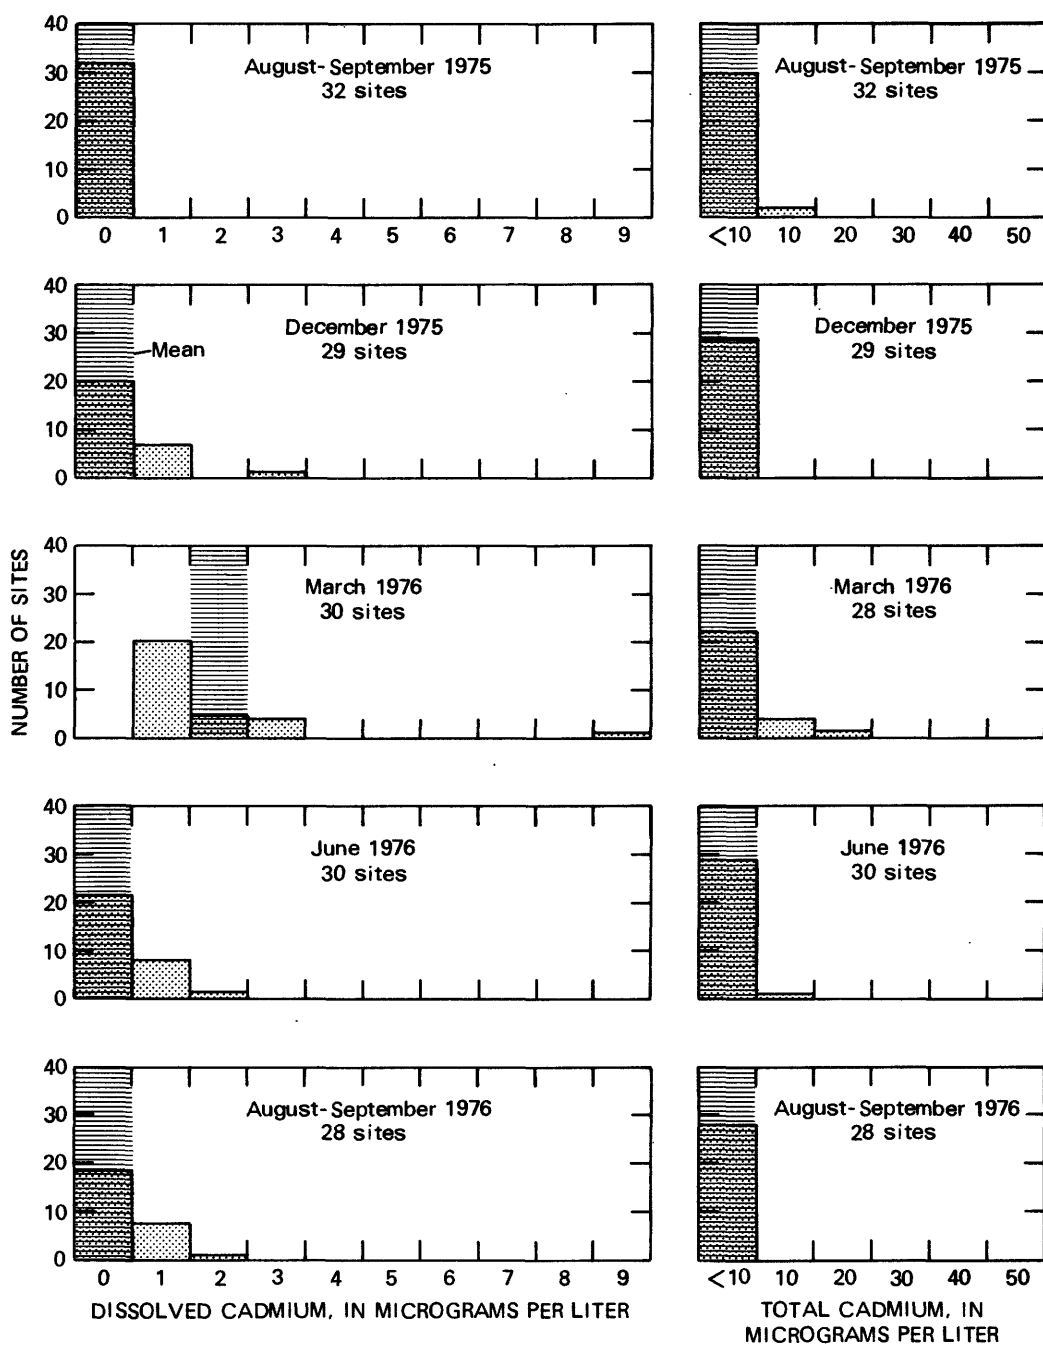 40
30
20
10
0
August-September 1975
32 sites
0 1 2 3 4 5 6 7 8 9
August-September 1975
32 sites
<10 10 20 30 40 50
40
30
20
10
0
December 1975
29 sites
Mean
December 1975
29 sites
NUMBER OF SITES
40
30
20
10
0
March 1976
30 sites
March 1976
28 sites
40
30
20
10
0
June 1976
30 sites
June 1976
30 sites
40
30
20
10
0
August-September 1976
28 sites
0 1 2 3 4 5 6 7 8 9
DISSOLVED CADMIUM, IN MICROGRAMS PER LITER
August-September 1976
28 sites
<10 10 20 30 40 50
TOTAL CADMIUM, IN
MICROGRAMS PER LITER